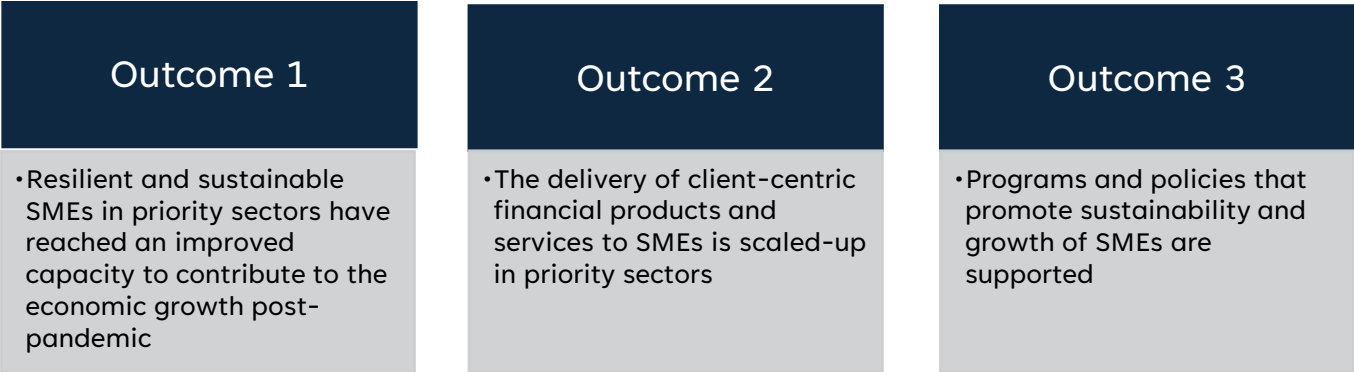 Outcome 1
•Resilient and sustainable
SMEs in priority sectors have
reached an improved
capacity to contribute to the
economic growth post-
pandemic
Outcome 2
•The delivery of client-centric
financial products and
services to SMEs is scaled-up
in priority sectors
Outcome 3
•Programs and policies that
promote sustainability and
growth of SMEs are
supported